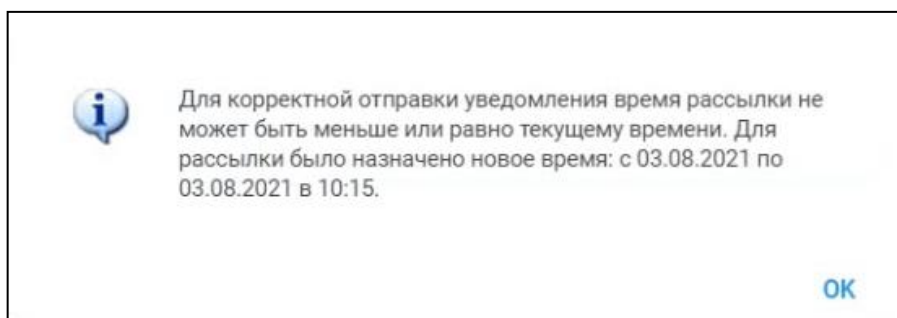 Для корректной отправки уведомления время рассылки не
может быть меньше или равно текущему времени. Для
рассылки было назначено новое время: с 03.08.2021 по
03.08.2021 в 10:15.
OK